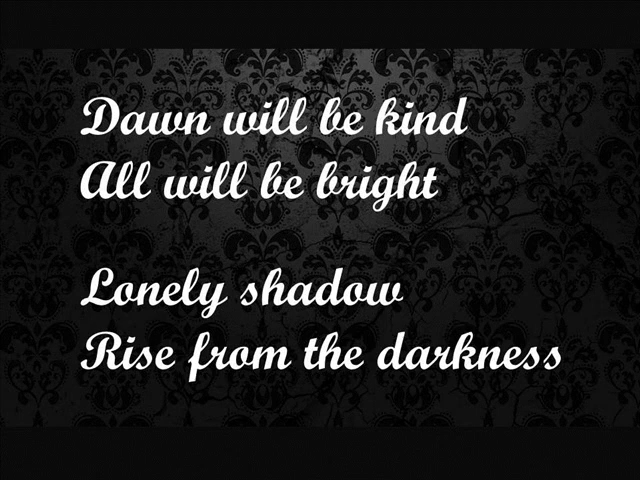 Dawn will be kind
All will be bright
Lonely shadow
Rise from the darkness